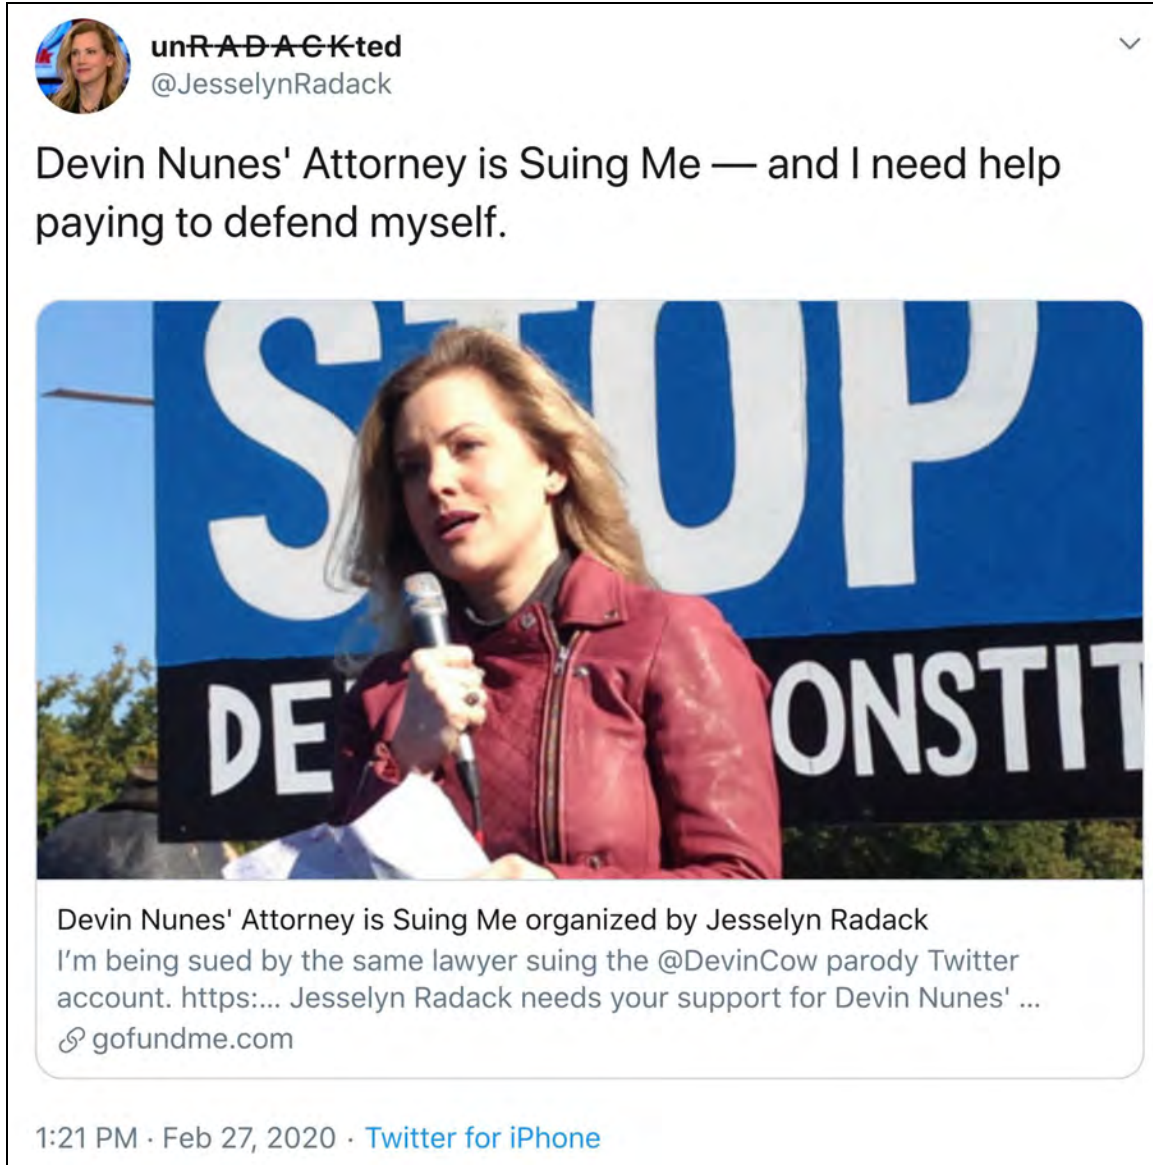 unRADACKted
@JesselynRadack
Devin Nunes' Attorney is Suing Me — and I need help
paying to defend myself.
STOP
DE ONSTIT
Devin Nunes' Attorney is Suing Me organized by Jesselyn Radack
I'm being sued by the same lawyer suing the @DevinCow parody Twitter
account. https:... Jesselyn Radack needs your support for Devin Nunes' ...
gofundme.com
1:21 PM · Feb 27, 2020 · Twitter for iPhone